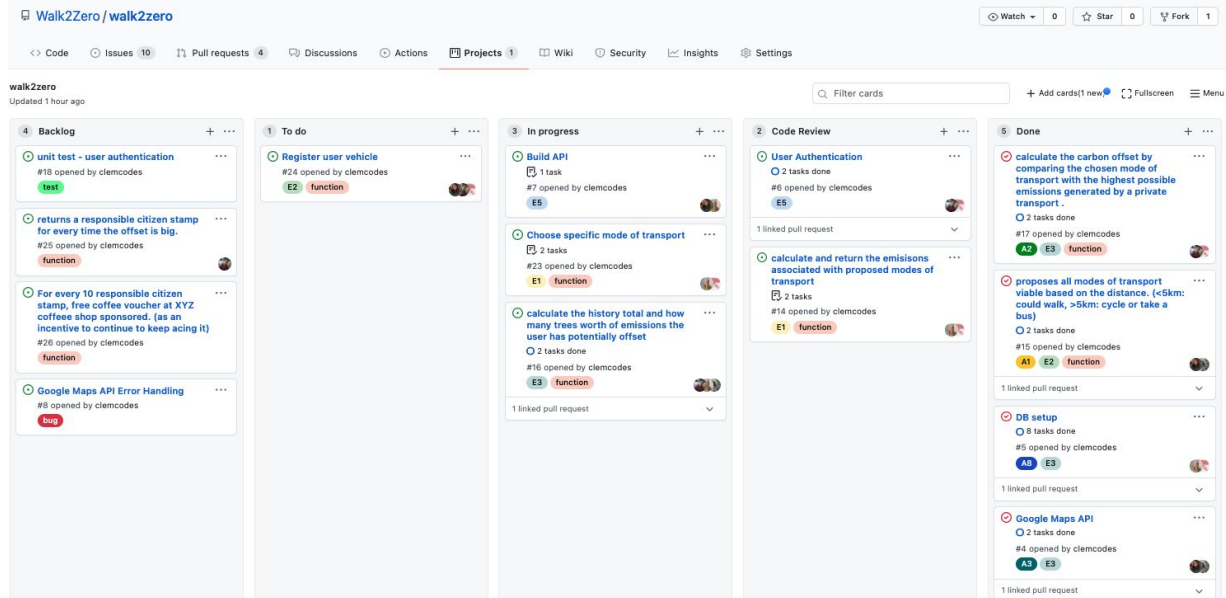 Walk2Zero / walk2zero
Watch 0 Star 0 Fork 1
Code Issues 10 Pull requests 4 Discussions Actions Projects 1 Wiki Security Insights Settings
walk2zero
Updated 1 hour ago
Filter cards
Add cards(1 new) Fullscreen Menu
4 Backlog
unit test - user authentication
#18 opened by clemcodes
test
returns a responsible citizen stamp
for every time the offset is big.
#25 opened by clemcodes
function
For every 10 responsible citizen
stamp, free coffee voucher at XYZ
coffeee shop sponsored. (as an
incentive to continue to keep acing it)
#26 opened by clemcodes
function
Google Maps API Error Handling
#8 opened by clemcodes
bug
1 To do
Register user vehicle
#24 opened by clemcodes
E2 function
3 In progress
Build API
1 task
#7 opened by clemcodes
E5
Choose specific mode of transport
2 tasks
#23 opened by clemcodes
E1 function
calculate the history total and how
many trees worth of emissions the
user has potentially offset
2 tasks done
#16 opened by clemcodes
E3 function
1 linked pull request
2 Code Review
User Authentication
2 tasks done
#6 opened by clemcodes
E5
1 linked pull request
calculate and return the emisisons
associated with proposed modes of
transport
2 tasks
#14 opened by clemcodes
E1 function
5 Done
calculate the carbon offset by
comparing the chosen mode of
transport with the highest possible
emissions generated by a private
transport .
2 tasks done
#17 opened by clemcodes
A2 E3 function
proposes all modes of transport
viable based on the distance. (<5km:
could walk, >5km: cycle or take a
bus)
2 tasks done
#15 opened by clemcodes
A1 E2 function
1 linked pull request
DB setup
8 tasks done
#5 opened by clemcodes
A8 E3
1 linked pull request
Google Maps API
2 tasks done
#4 opened by clemcodes
A3 E3
1 linked pull request